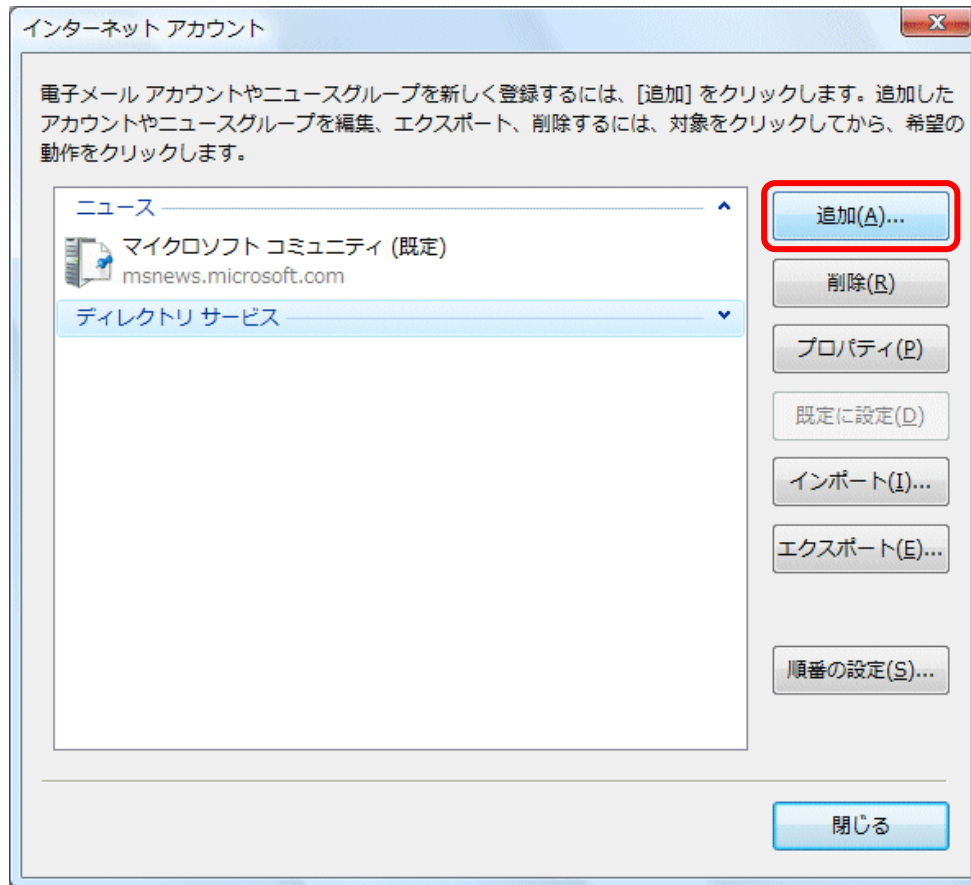 インターネット アカウント
電子メール アカウントやニュースグループを新しく登録するには、[追加] をクリックします。追加した
アカウントやニュースグループを編集、エクスポート、削除するには、対象をクリックしてから、希望の
動作をクリックします。
ニュース
マイクロソフト コミュニティ (既定)
msnews.microsoft.com
ディレクトリ サービス
追加(A)...
削除(R)
プロパティ(P)
既定に設定(D)
インポート(I)...
エクスポート(E)...
順番の設定(S)...
閉じる